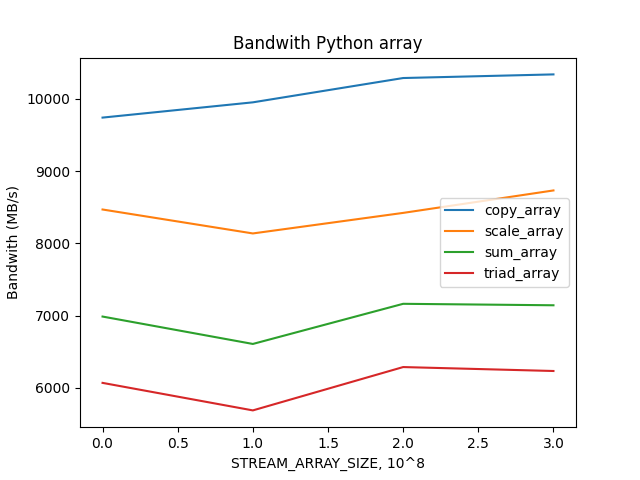 Bandwith Python array
Bandwith (MB/s)
10000
9000
8000
7000
6000
copy_array
scale_array
sum_array
triad_array
0.0 0.5 1.0 1.5 2.0 2.5 3.0
STREAM_ARRAY_SIZE, 10^8